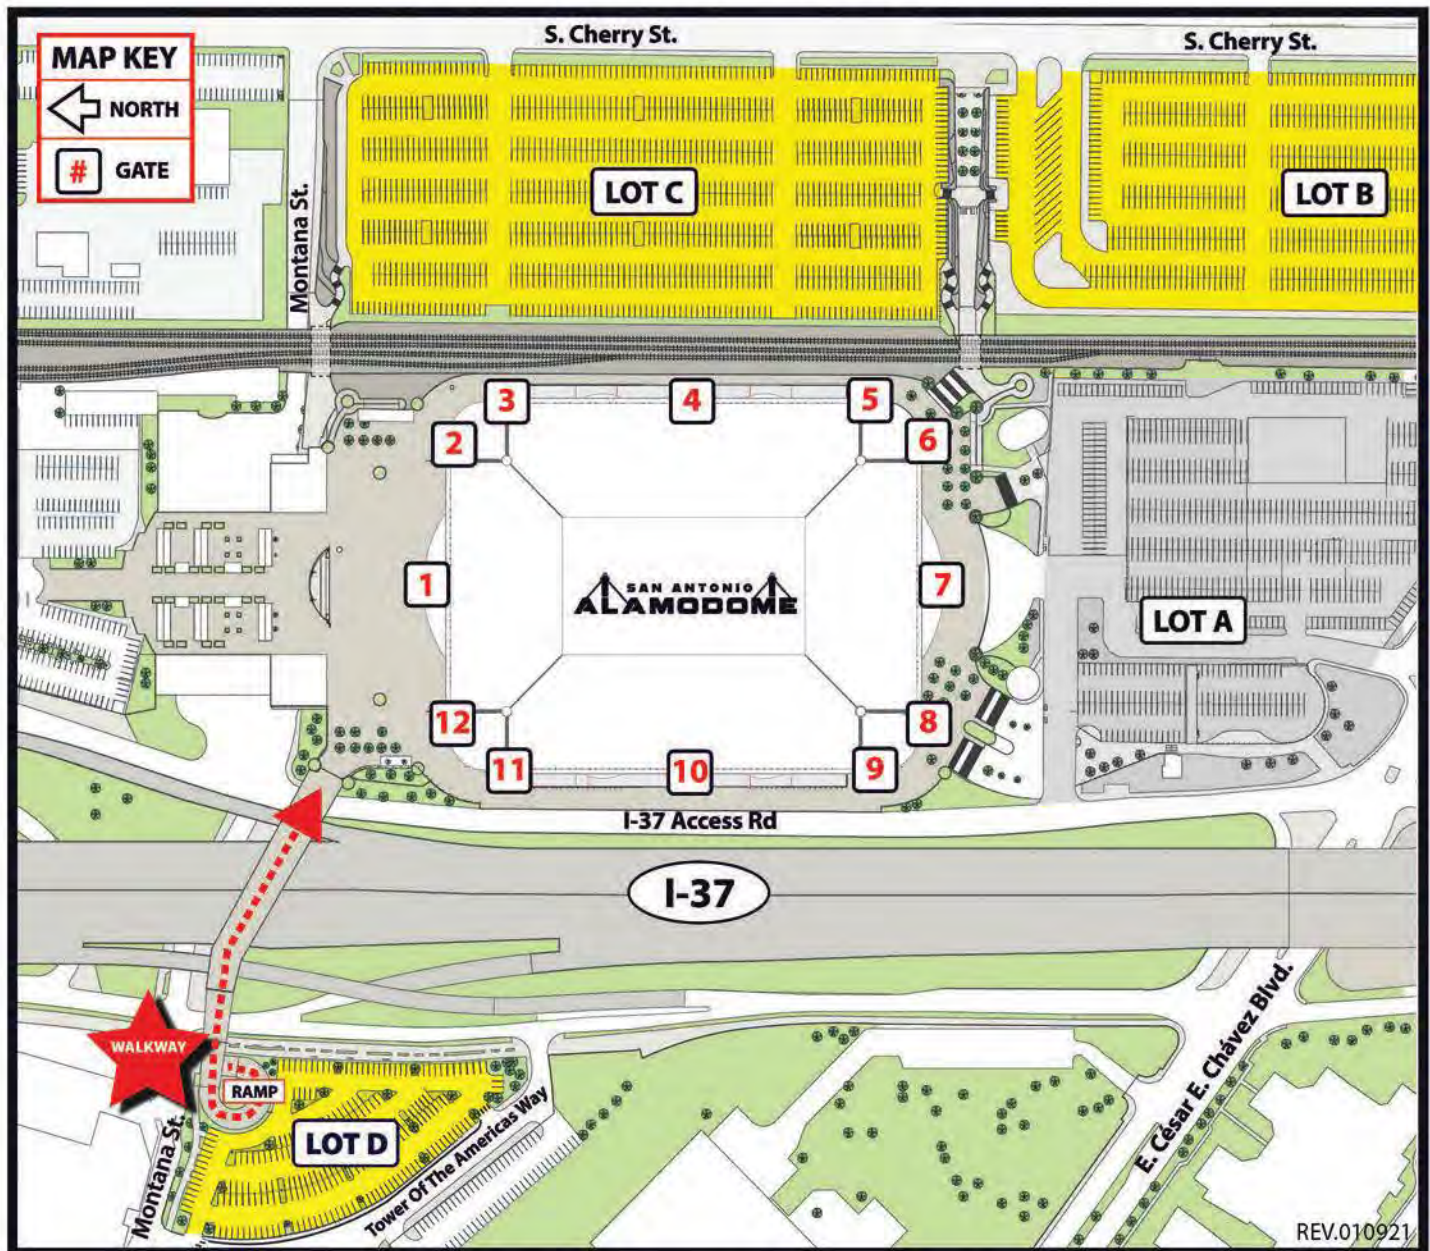 S. Cherry St.
S. Cherry St.
MAP KEY
NORTH
# GATE
Montana St.
LOT C
LOT B
3
4
5
2
6
1
SAN ANTONIO
ALAMODOME
7
LOT A
12
8
11
10
9
I-37 Access Rd
I-37
WALKWAY
RAMP
LOT D
Montana St.
Tower Of The Americas Way
E. César E. Chávez Blvd.
REV.010921